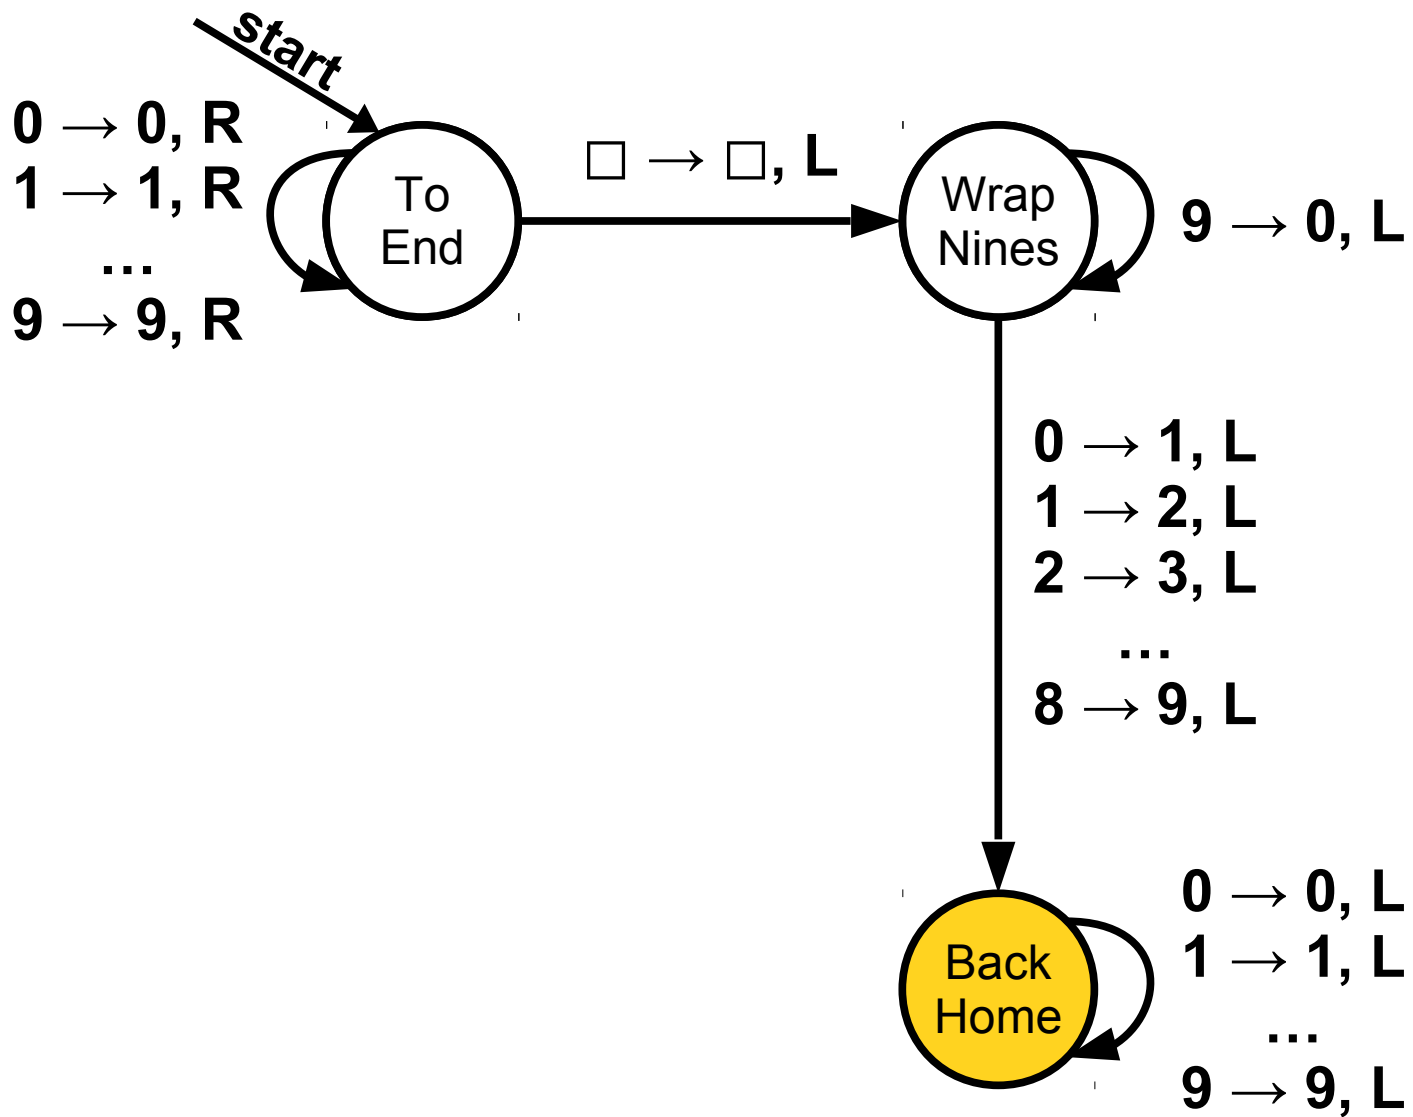 start
0 → 0, R
1 → 1, R
...
9 → 9, R
To
End
□ → □, L
Wrap
Nines
9 → 0, L
0 → 1, L
1 → 2, L
2 → 3, L
...
8 → 9, L
Back
Home
0 → 0, L
1 → 1, L
...
9 → 9, L